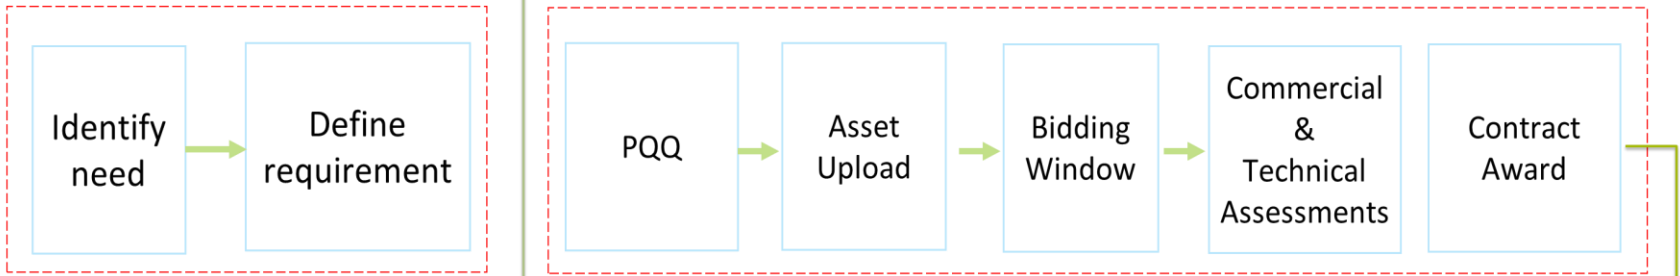 Identify
need
Define
requirement
PQQ
Asset
Upload
Bidding
Window
Commercial
&
Technical
Assessments
Contract
Award